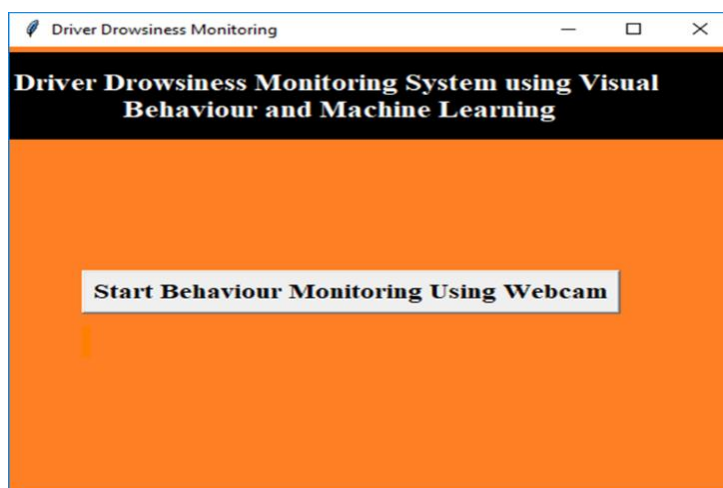 Driver Drowsiness Monitoring
Driver Drowsiness Monitoring System using Visual
Behaviour and Machine Learning
Start Behaviour Monitoring Using Webcam